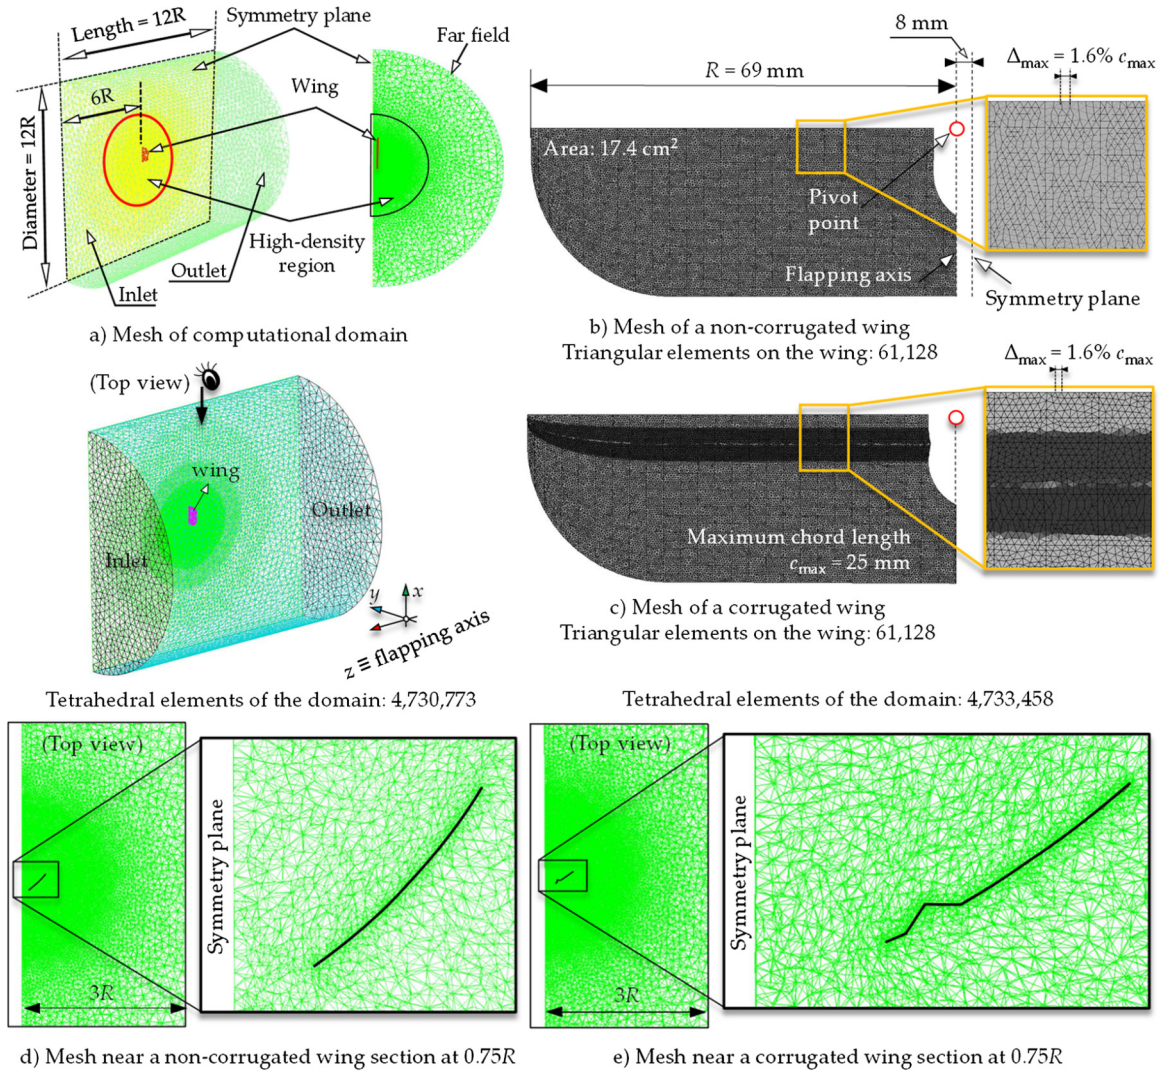 Length = 12R
Symmetry plane
Far field
Wing
6R
Diameter = 12R
High-density
region
Outlet
Inlet
a) Mesh of computational domain
8 mm
R = 69 mm
Δmax = 1.6% cmax
Area: 17.4 cm²
Pivot
point
Flapping axis
Symmetry plane
b) Mesh of a non-corrugated wing
Triangular elements on the wing: 61,128
(Top view)
wing
Outlet
Inlet
y
x
z ≡ flapping axis
Δmax = 1.6% cmax
Maximum chord length
cmax = 25 mm
c) Mesh of a corrugated wing
Triangular elements on the wing: 61,128
Tetrahedral elements of the domain: 4,730,773
(Top view)
Symmetry plane
3R
d) Mesh near a non-corrugated wing section at 0.75R
Tetrahedral elements of the domain: 4,733,458
(Top view)
Symmetry plane
3R
e) Mesh near a corrugated wing section at 0.75R